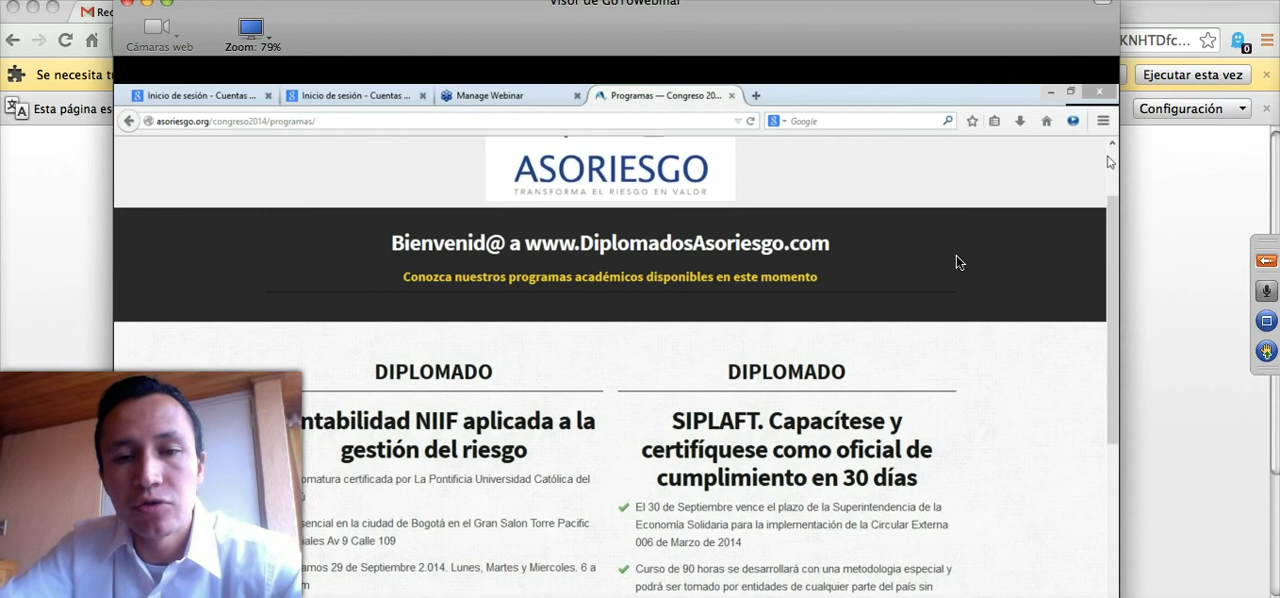 Visor de GoToWebinar
Rec
Cámaras web
Zoom: 79%
KNHTDfc...
0
Se necesita tu
Ejecutar esta vez
Esta página es
Configuración
Inicio de sesión - Cuentas ...
Inicio de sesión - Cuentas ...
Manage Webinar
Programas — Congreso 20...
asoriesgo.org/congreso2014/programas/
Google
ASORIESGO
TRANSFORMA EL RIESGO EN VALOR
Bienvenid@ a www.DiplomadosAsoriesgo.com
Conozca nuestros programas académicos disponibles en este momento
DIPLOMADO
ntabilidad NIIF aplicada a la
gestión del riesgo
omatura certificada por La Pontificia Universidad Católica del
encial en la ciudad de Bogotá en el Gran Salon Torre Pacific
iales Av 9 Calle 109
amos 29 de Septiembre 2.014. Lunes, Martes y Miercoles. 6 a
DIPLOMADO
SIPLAFT. Capacítese y
certifíquese como oficial de
cumplimiento en 30 días
El 30 de Septiembre vence el plazo de la Superintendencia de la
Economía Solidaria para la implementación de la Circular Externa
006 de Marzo de 2014
Curso de 90 horas se desarrollará con una metodologia especial y
podrá ser tomado por entidades de cualquier parte del país sin